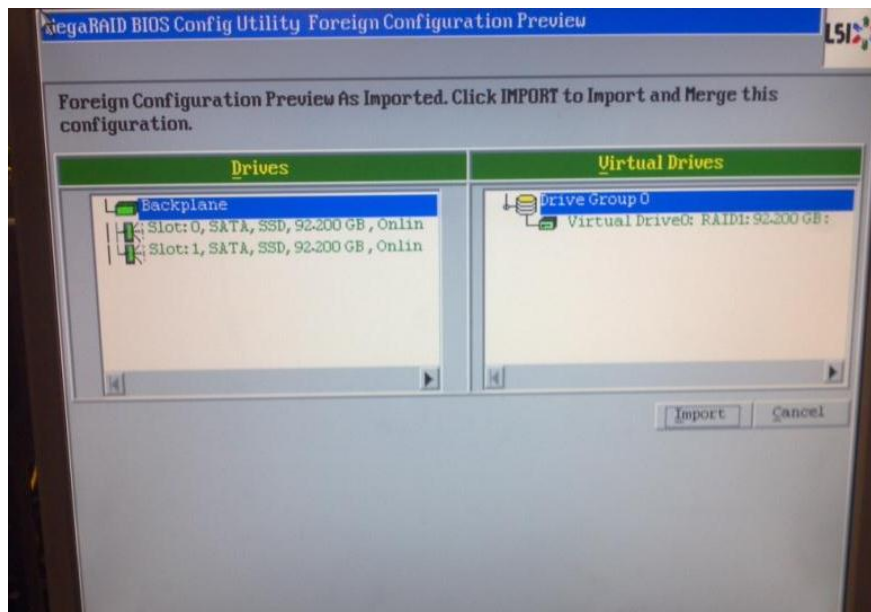 MegaRAID BIOS Config Utility Foreign Configuration Preview
LSI
Foreign Configuration Preview As Imported. Click IMPORT to Import and Merge this
configuration.
Drives
Virtual Drives
Backplane
Slot: 0, SATA, SSD, 92.200 GB, Onlin
Slot: 1, SATA, SSD, 92.200 GB, Onlin
Drive Group 0
Virtual Drive0: RAID1: 92.200 GB:
Import
Cancel